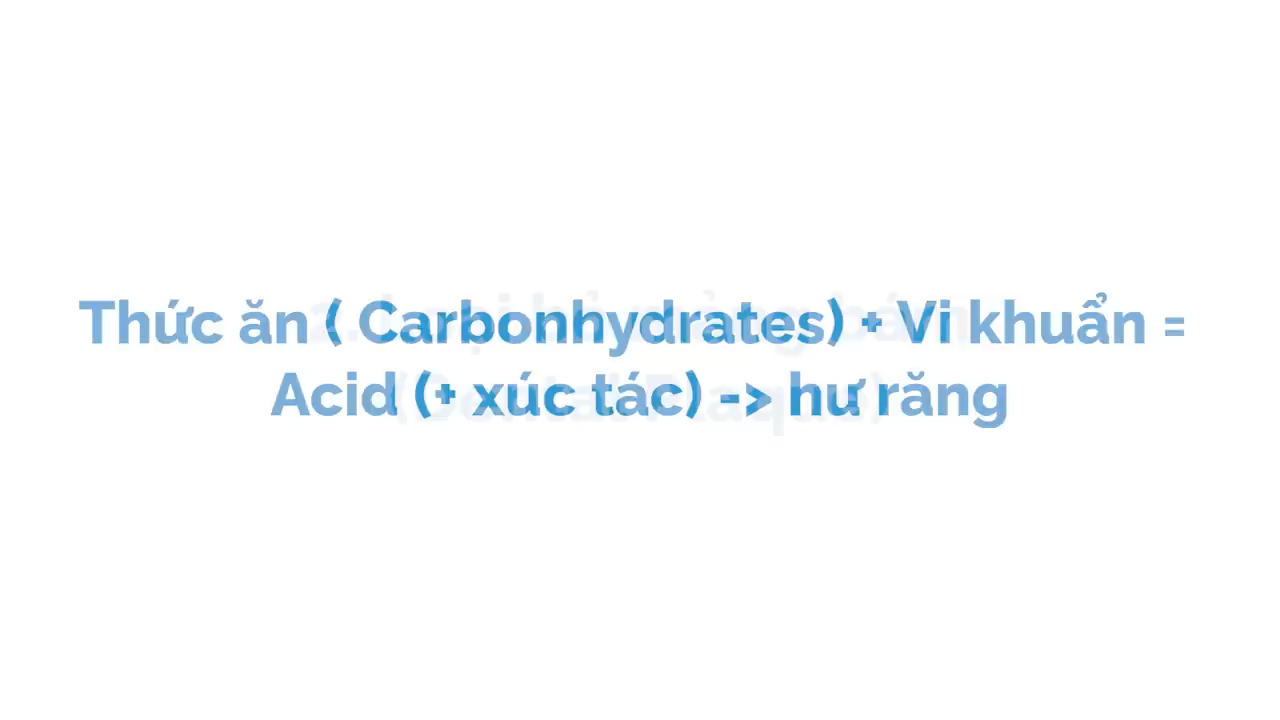 Thức ăn ( Carbonhydrates) + Vi khuẩn =
Acid (+ xúc tác) -> hư răng